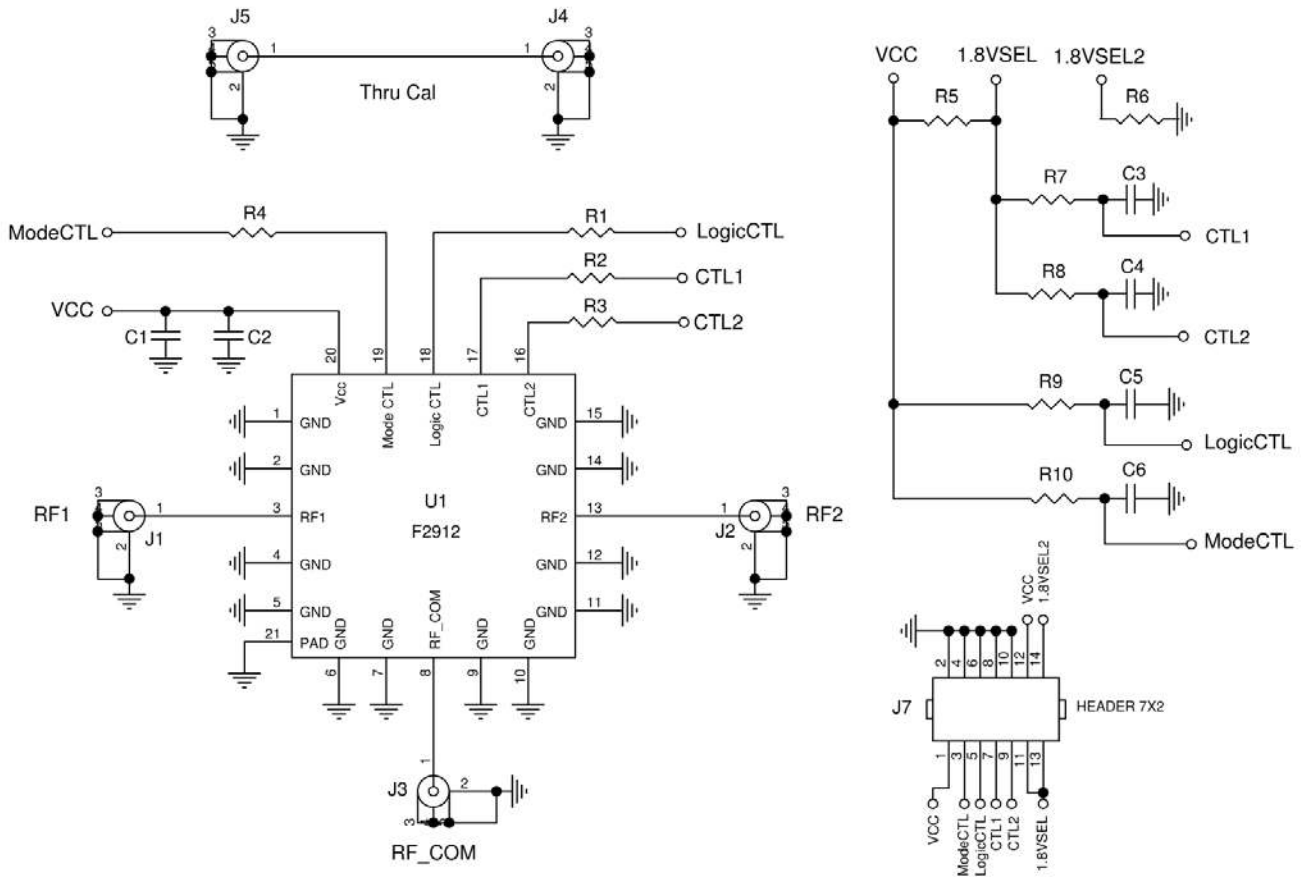 J5
J4
3
1
1
3
2
2
Thru Cal
VCC
1.8VSEL
1.8VSEL2
R5
R6
R7
C3
CTL1
R8
C4
CTL2
R9
C5
LogicCTL
R10
C6
ModeCTL
ModeCTL
R4
R1
LogicCTL
R2
CTL1
R3
CTL2
VCC
C1
C2
20
19
18
17
16
Vcc
Mode CTL
Logic CTL
CTL1
CTL2
1
GND
GND
15
2
GND
GND
14
U1
F2912
RF1
3
1
3
RF1
RF2
13
1
3
RF2
J1
2
J2
2
4
GND
GND
12
5
GND
GND
11
21
PAD
GND
GND
RF_COM
GND
GND
6
7
8
9
10
1
J3
2
3
RF_COM
VCC
1.8VSEL2
2
4
6
8
10
12
14
J7
HEADER 7X2
1
3
5
7
9
11
13
VCC
ModeCTL
LogicCTL
CTL1
CTL2
1.8VSEL